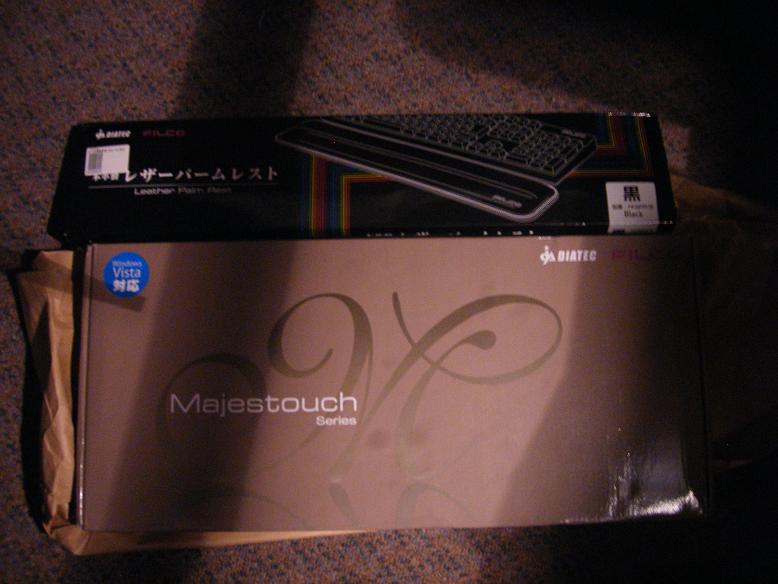 DIATEC FILCO
レザーパームレスト
Leather Palm Rest
FILCO
黒
Black
Windows
Vista
対応
DIATEC FILCO
Majestouch
Series